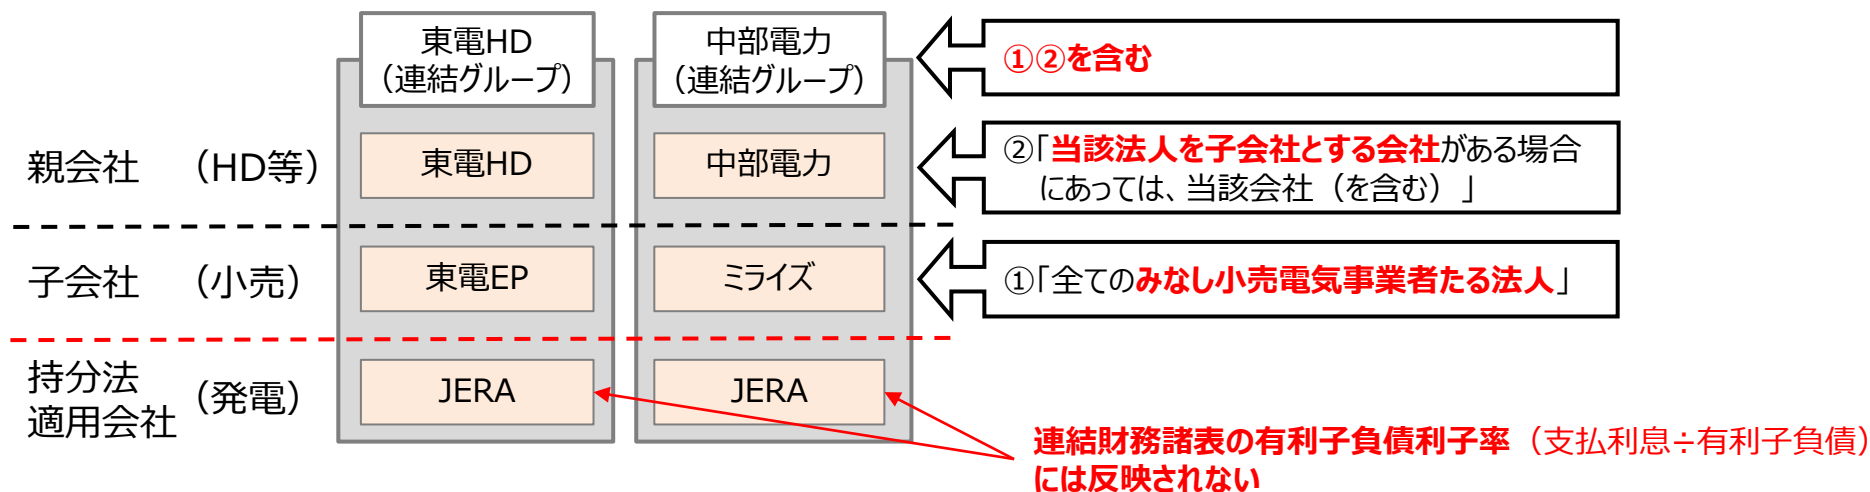 東電HD
（連結グループ）
中部電力
（連結グループ）
①②を含む
親会社　（HD等）
東電HD
中部電力
②「当該法人を子会社とする会社がある場合
にあっては、当該会社（を含む）」
子会社　（小売）
東電EP
ミライズ
①「全てのみなし小売電気事業者たる法人」
持分法
適用会社
（発電）
JERA
JERA
連結財務諸表の有利子負債利子率（支払利息÷有利子負債）
には反映されない